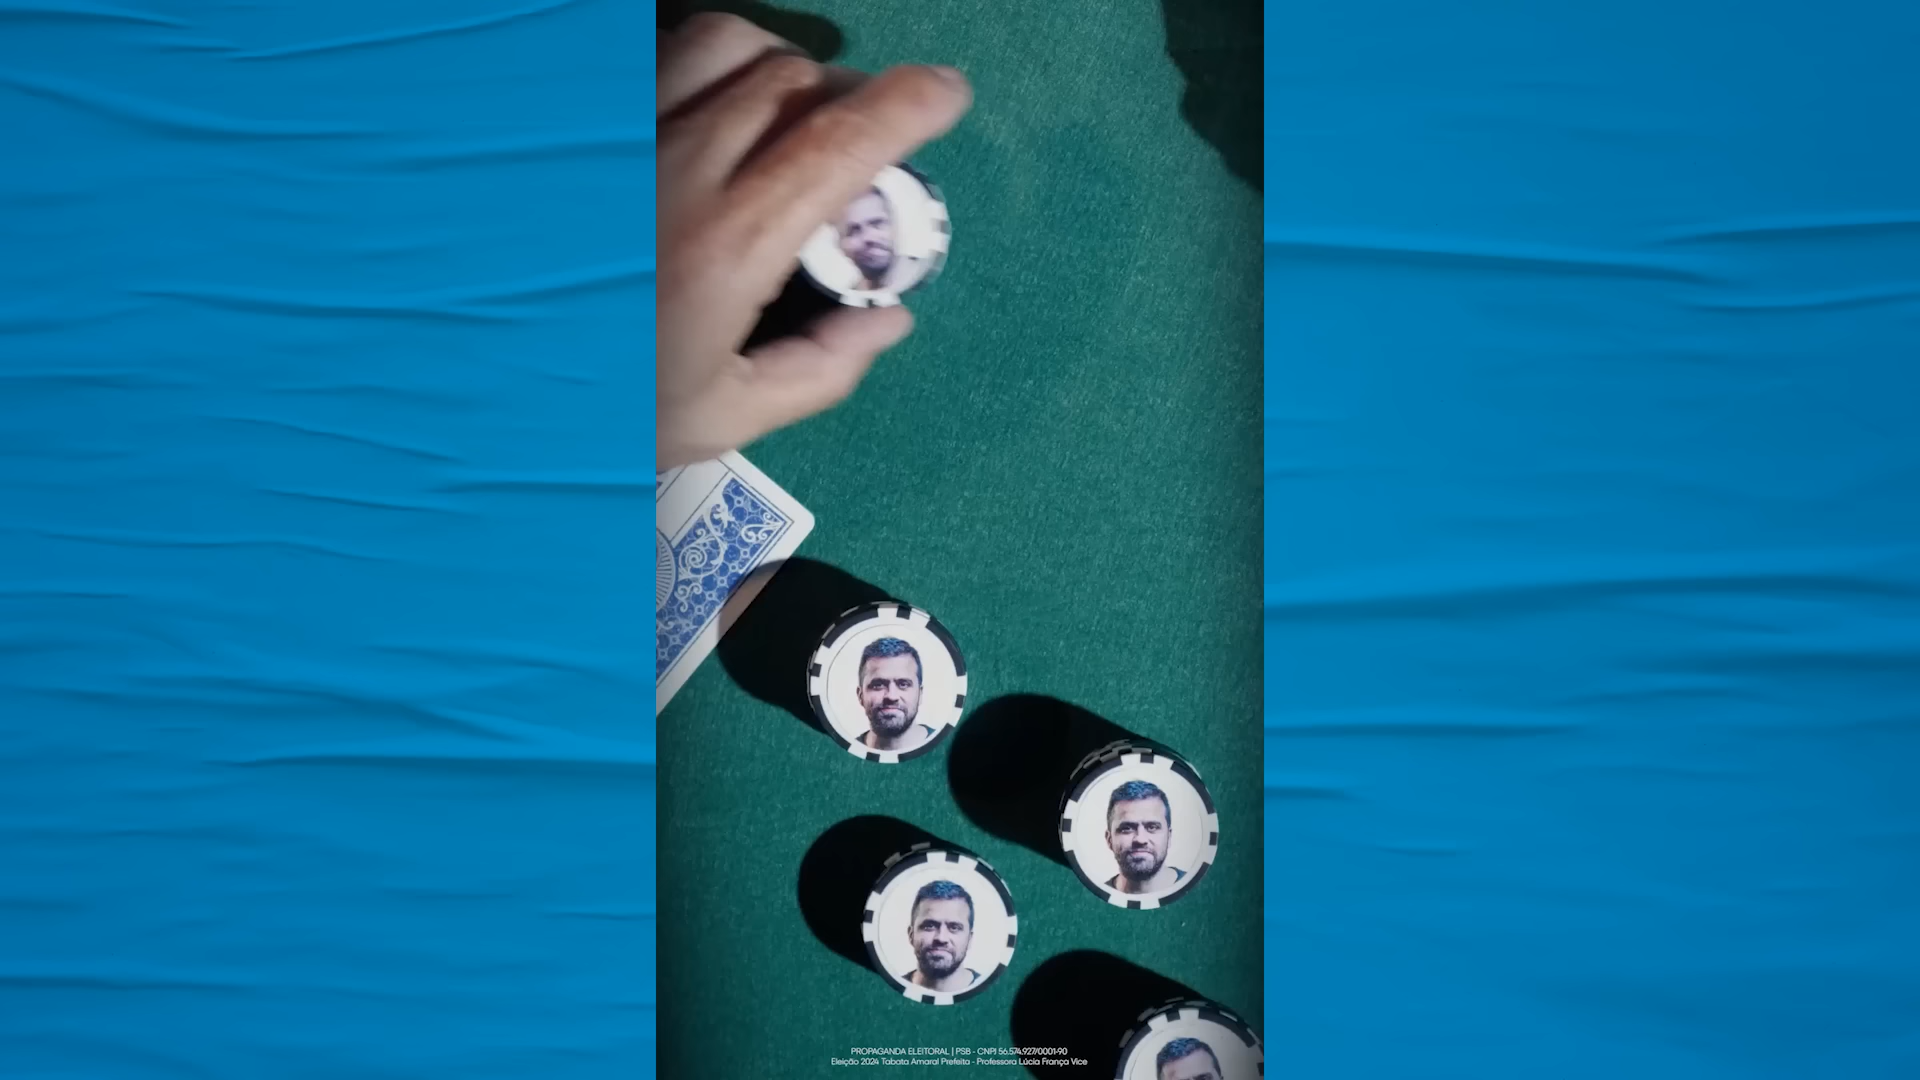 PROPAGANDA ELEITORAL | PSB - CNPJ 56.574.927/0001-90
Eleição 2024 Tabata Amaral Prefeita - Professora Lúcia França Vice